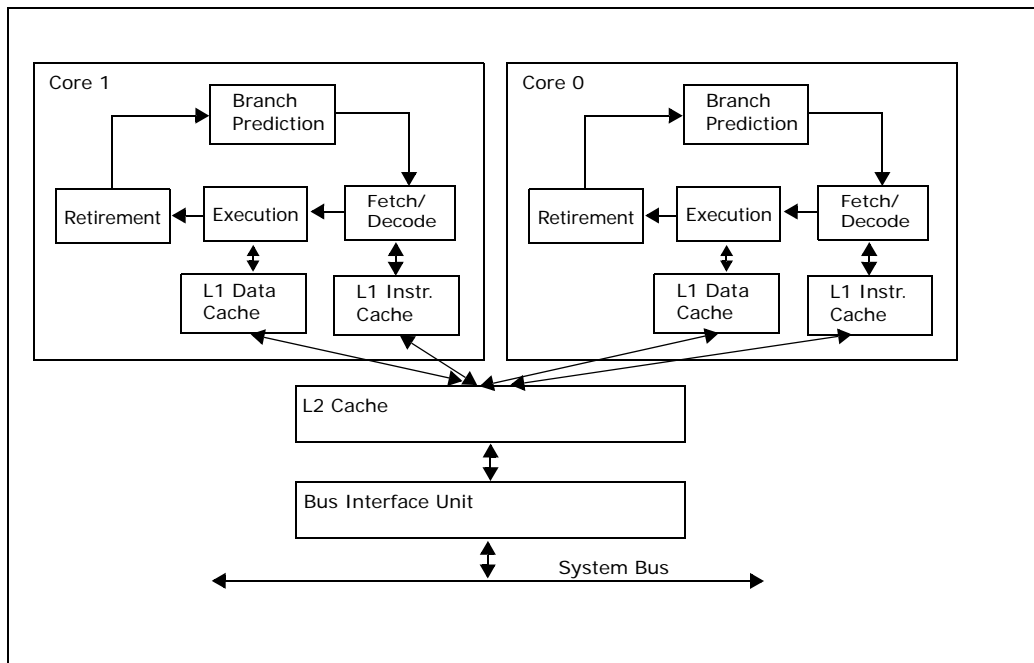 Core 1
Branch
Prediction
Retirement
Execution
Fetch/
Decode
L1 Data
Cache
L1 Instr.
Cache
Core 0
Branch
Prediction
Retirement
Execution
Fetch/
Decode
L1 Data
Cache
L1 Instr.
Cache
L2 Cache
Bus Interface Unit
System Bus